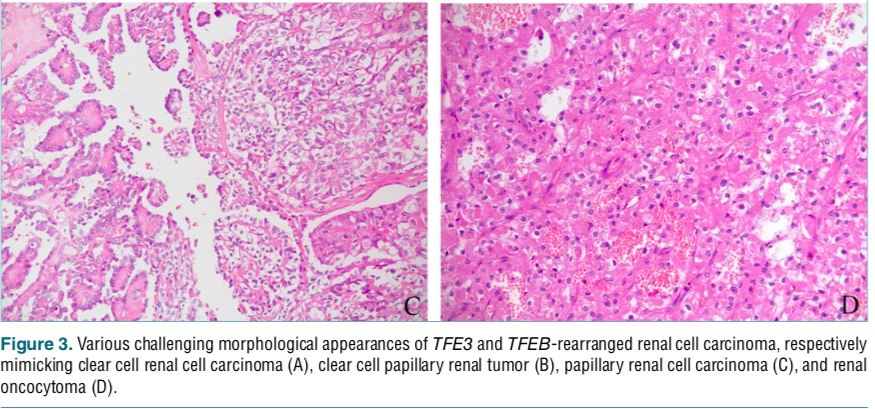 C
D
Figure 3. Various challenging morphological appearances of TFE3 and TFEB-rearranged renal cell carcinoma, respectively
mimicking clear cell renal cell carcinoma (A), clear cell papillary renal tumor (B), papillary renal cell carcinoma (C), and renal
oncocytoma (D).